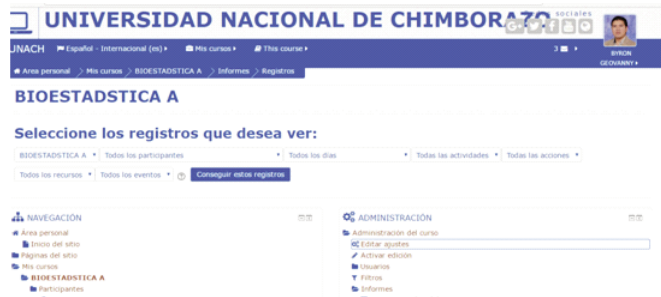 UNIVERSIDAD NACIONAL DE CHIMBORAZO
sociales
UNACH Español - Internacional (es) Mis cursos This course 3
BYRON
GEOVANNY
Area personal Mis cursos BIOESTADSTICA A Informes Registros
BIOESTADSTICA A
Seleccione los registros que desea ver:
BIOESTADSTICA A Todos los participantes Todos los días Todas las actividades Todas las acciones
Todos los recursos Todos los eventos ? Conseguir estos registros
NAVEGACIÓN
Area personal
Inicio del sitio
Páginas del sitio
Mis cursos
BIOESTADSTICA A
Participantes
ADMINISTRACIÓN
Administración del curso
Editar ajustes
Activar edición
Usuarios
Filtros
Informes